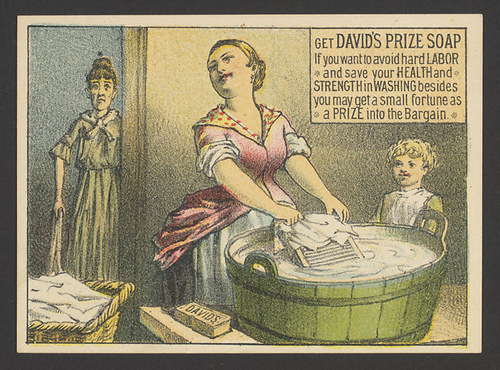 GET DAVID'S PRIZE SOAP
If you want to avoid hard LABOR
and save your HEALTH and
STRENGTH in WASHING besides
you may get a small fortune as
a PRIZE into the Bargain.
DAVID'S